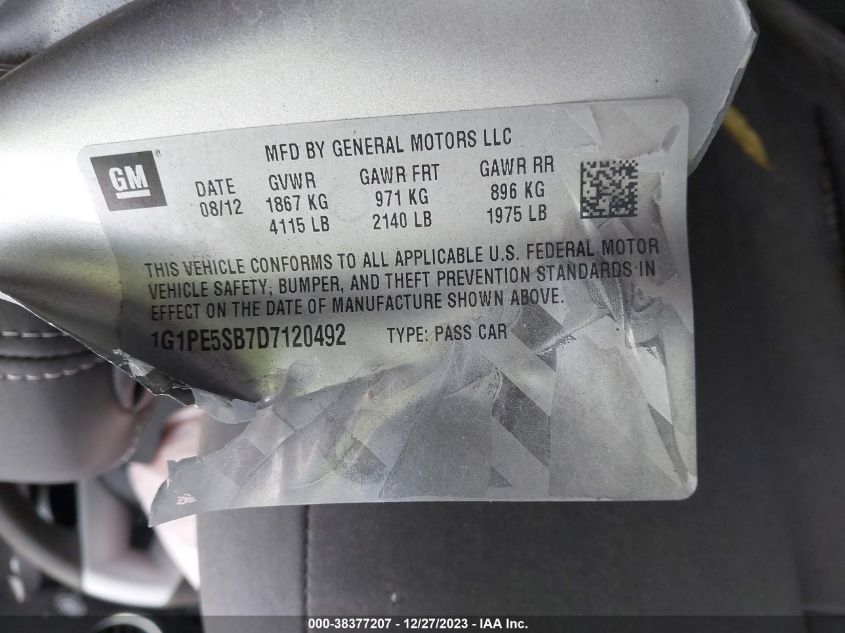 MFD BY GENERAL MOTORS LLC
GM®
DATE GVWR GAWR FRT GAWR RR
08/12 1867 KG 971 KG 896 KG
4115 LB 2140 LB 1975 LB
THIS VEHICLE CONFORMS TO ALL APPLICABLE U.S. FEDERAL MOTOR
VEHICLE SAFETY, BUMPER, AND THEFT PREVENTION STANDARDS IN
EFFECT ON THE DATE OF MANUFACTURE SHOWN ABOVE.
1G1PE5SB7D7120492 TYPE: PASS CAR
000-38377207 - 12/27/2023 - IAA Inc.